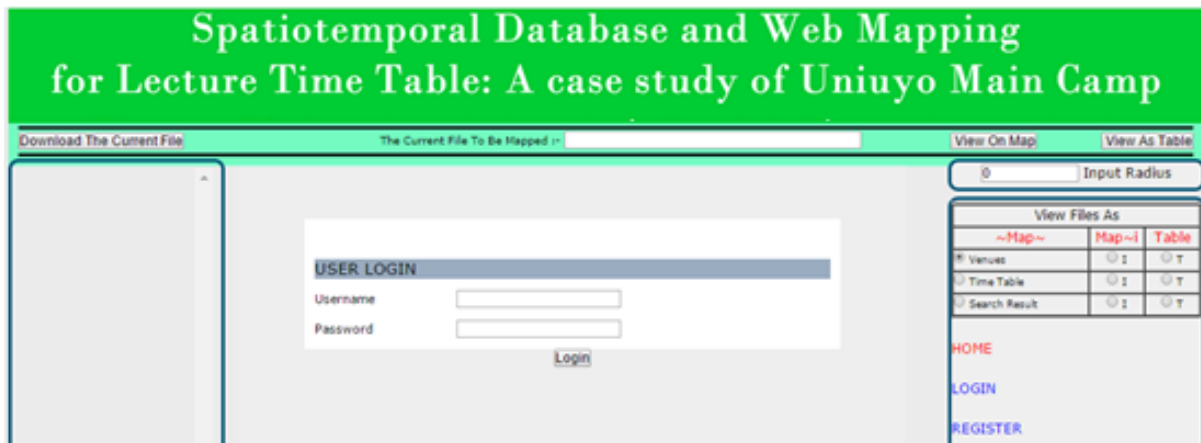 Spatiotemporal Database and Web Mapping
for Lecture Time Table: A case study of Uniuyo Main Camp
Download The Current File
The Current File To Be Mapped :-
View On Map
View As Table
0
Input Radius
View Files As
~Map~ Map~i Table
Venues I T
Time Table I T
Search Result I T
USER LOGIN
Username
Password
Login
HOME
LOGIN
REGISTER